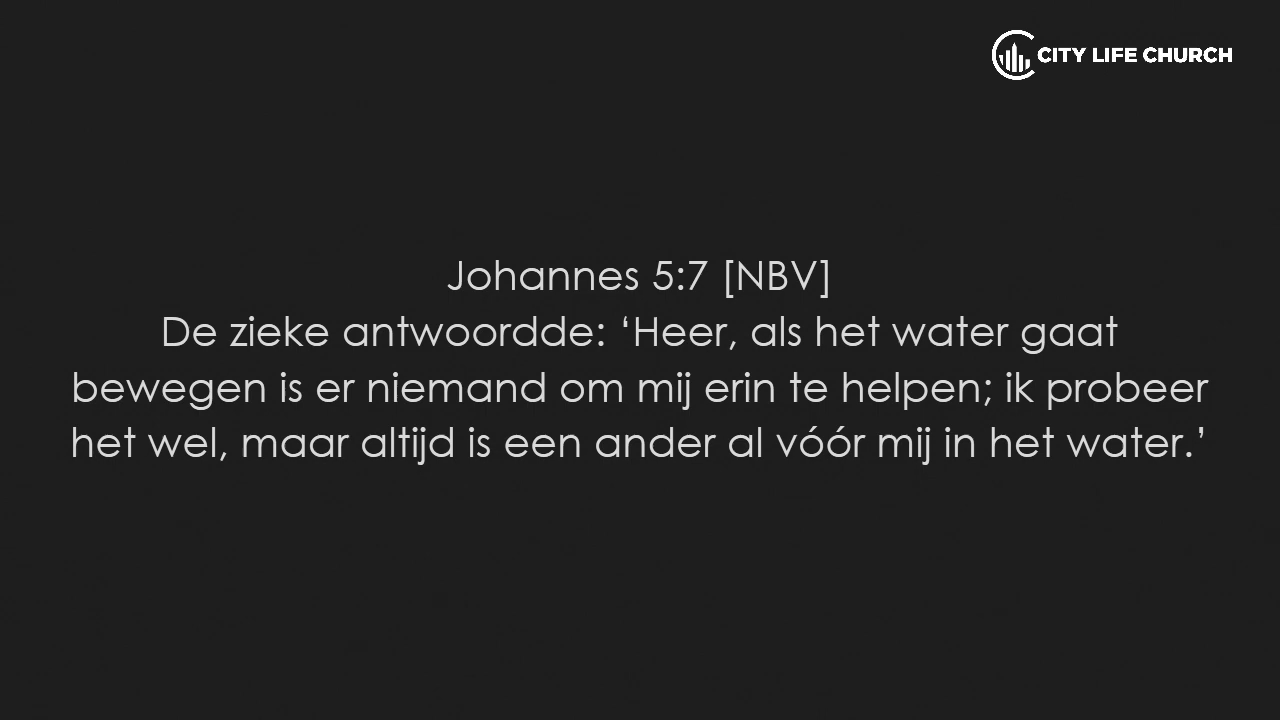 CITY LIFE CHURCH
Johannes 5:7 [NBV]
De zieke antwoordde: ‘Heer, als het water gaat
bewegen is er niemand om mij erin te helpen; ik probeer
het wel, maar altijd is een ander al vóór mij in het water.’